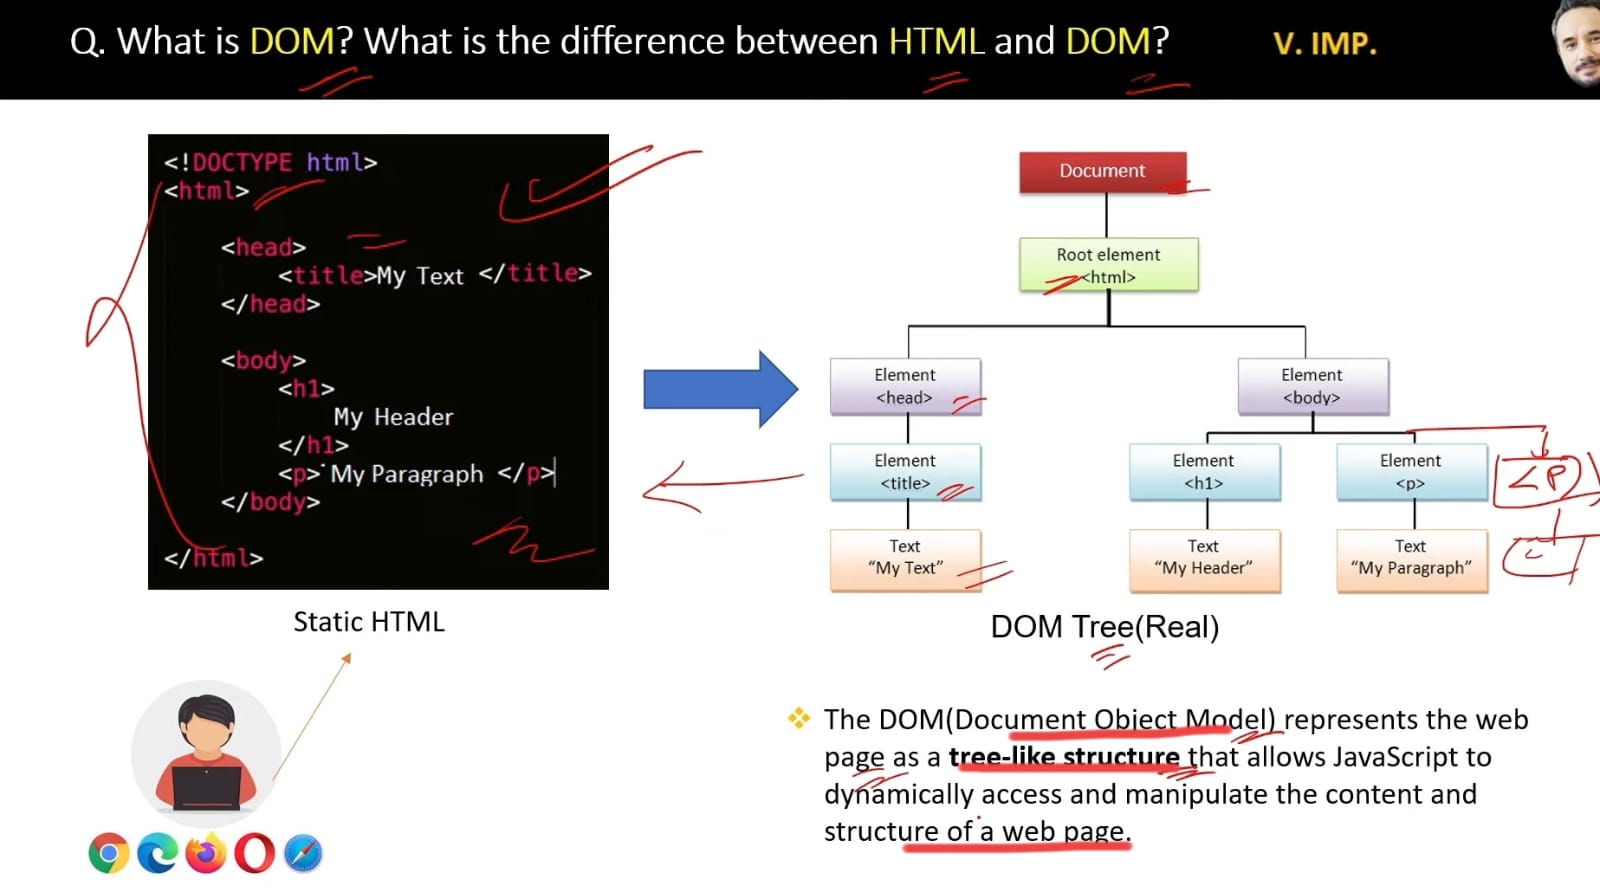 Q. What is DOM? What is the difference between HTML and DOM?
V. IMP.
<!DOCTYPE html>
<html>
<head>
<title>My Text </title>
</head>
<body>
<h1>
My Header
</h1>
<p> My Paragraph </p>
</body>
</html>
Static HTML
Document
Root element
<html>
Element
<head>
Element
<body>
Element
<title>
Element
<h1>
Element
<p>
<P>
Text
“My Text”
Text
“My Header”
Text
“My Paragraph”
DOM Tree(Real)
❖ The DOM(Document Object Model) represents the web
page as a tree-like structure that allows JavaScript to
dynamically access and manipulate the content and
structure of a web page.